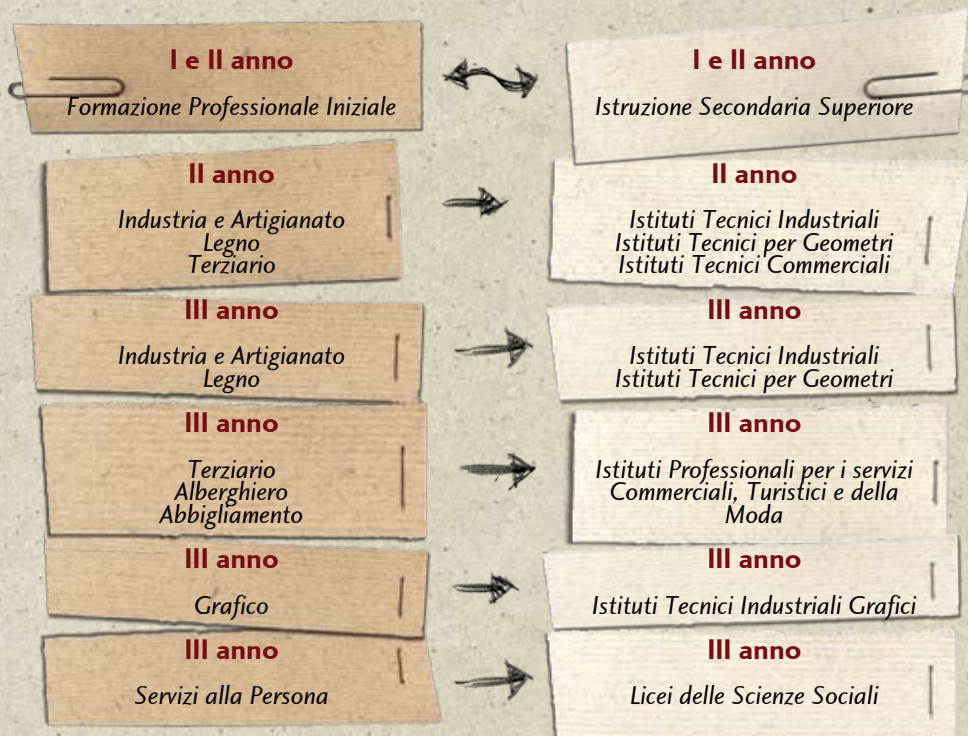 I e II anno
Formazione Professionale Iniziale
I e II anno
Istruzione Secondaria Superiore
II anno
Industria e Artigianato
Legno
Terziario
II anno
Istituti Tecnici Industriali
Istituti Tecnici per Geometri
Istituti Tecnici Commerciali
III anno
Industria e Artigianato
Legno
III anno
Istituti Tecnici Industriali
Istituti Tecnici per Geometri
III anno
Terziario
Alberghiero
Abbigliamento
III anno
Istituti Professionali per i servizi
Commerciali, Turistici e della
Moda
III anno
Grafico
III anno
Istituti Tecnici Industriali Grafici
III anno
Servizi alla Persona
III anno
Licei delle Scienze Sociali